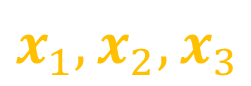 x₁, x₂, x₃